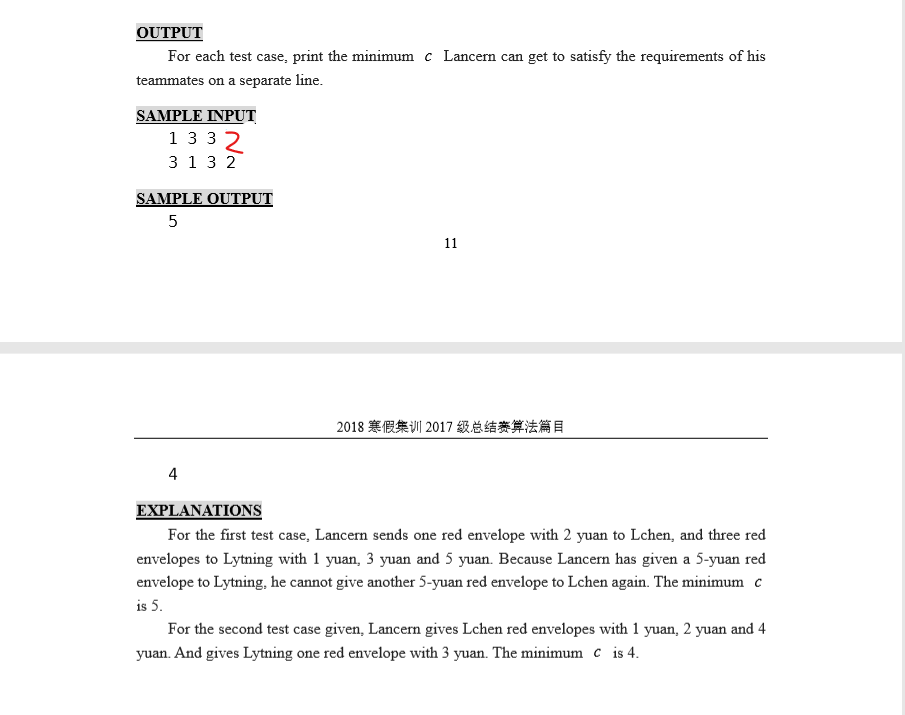 OUTPUT
For each test case, print the minimum c Lancern can get to satisfy the requirements of his
teammates on a separate line.
SAMPLE INPUT
1 3 3 2
3 1 3 2
SAMPLE OUTPUT
5
11
2018 寒假集训 2017 级总结赛算法篇目
4
EXPLANATIONS
For the first test case, Lancern sends one red envelope with 2 yuan to Lchen, and three red
envelopes to Lytning with 1 yuan, 3 yuan and 5 yuan. Because Lancern has given a 5-yuan red
envelope to Lytning, he cannot give another 5-yuan red envelope to Lchen again. The minimum c
is 5.
For the second test case given, Lancern gives Lchen red envelopes with 1 yuan, 2 yuan and 4
yuan. And gives Lytning one red envelope with 3 yuan. The minimum c is 4.